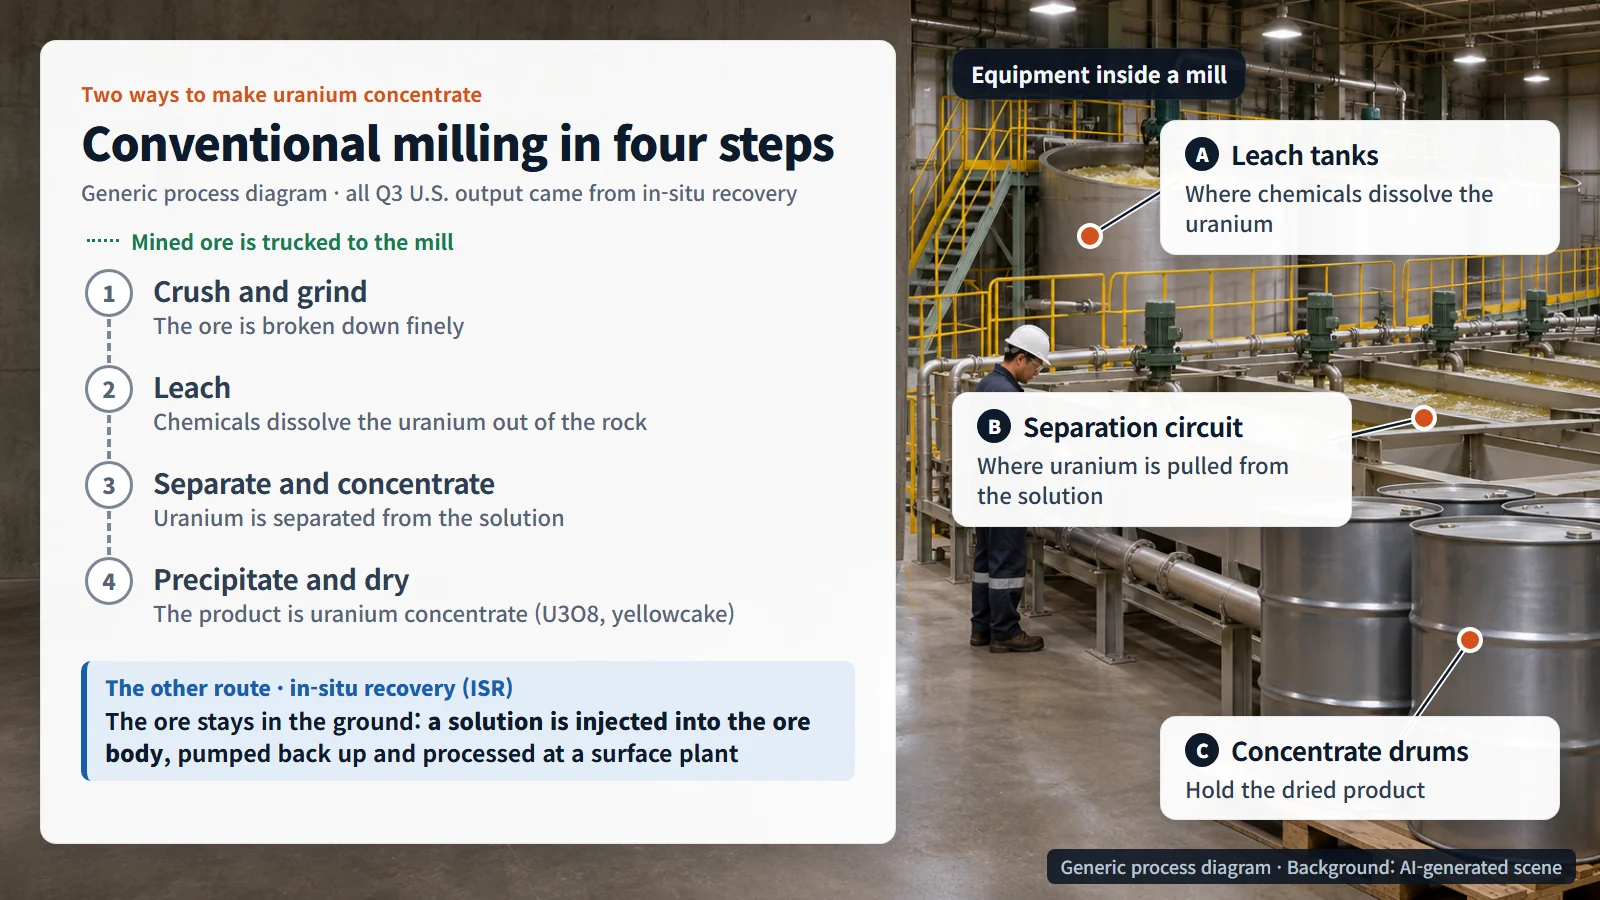 Two ways to make uranium concentrate
Conventional milling in four steps
Generic process diagram · all Q3 U.S. output came from in-situ recovery
Mined ore is trucked to the mill
1 Crush and grind
The ore is broken down finely
2 Leach
Chemicals dissolve the uranium out of the rock
3 Separate and concentrate
Uranium is separated from the solution
4 Precipitate and dry
The product is uranium concentrate (U3O8, yellowcake)
The other route · in-situ recovery (ISR)
The ore stays in the ground: a solution is injected into the ore
body, pumped back up and processed at a surface plant
Equipment inside a mill
A Leach tanks
Where chemicals dissolve the
uranium
B Separation circuit
Where uranium is pulled from
the solution
C Concentrate drums
Hold the dried product
Generic process diagram · Background: AI-generated scene